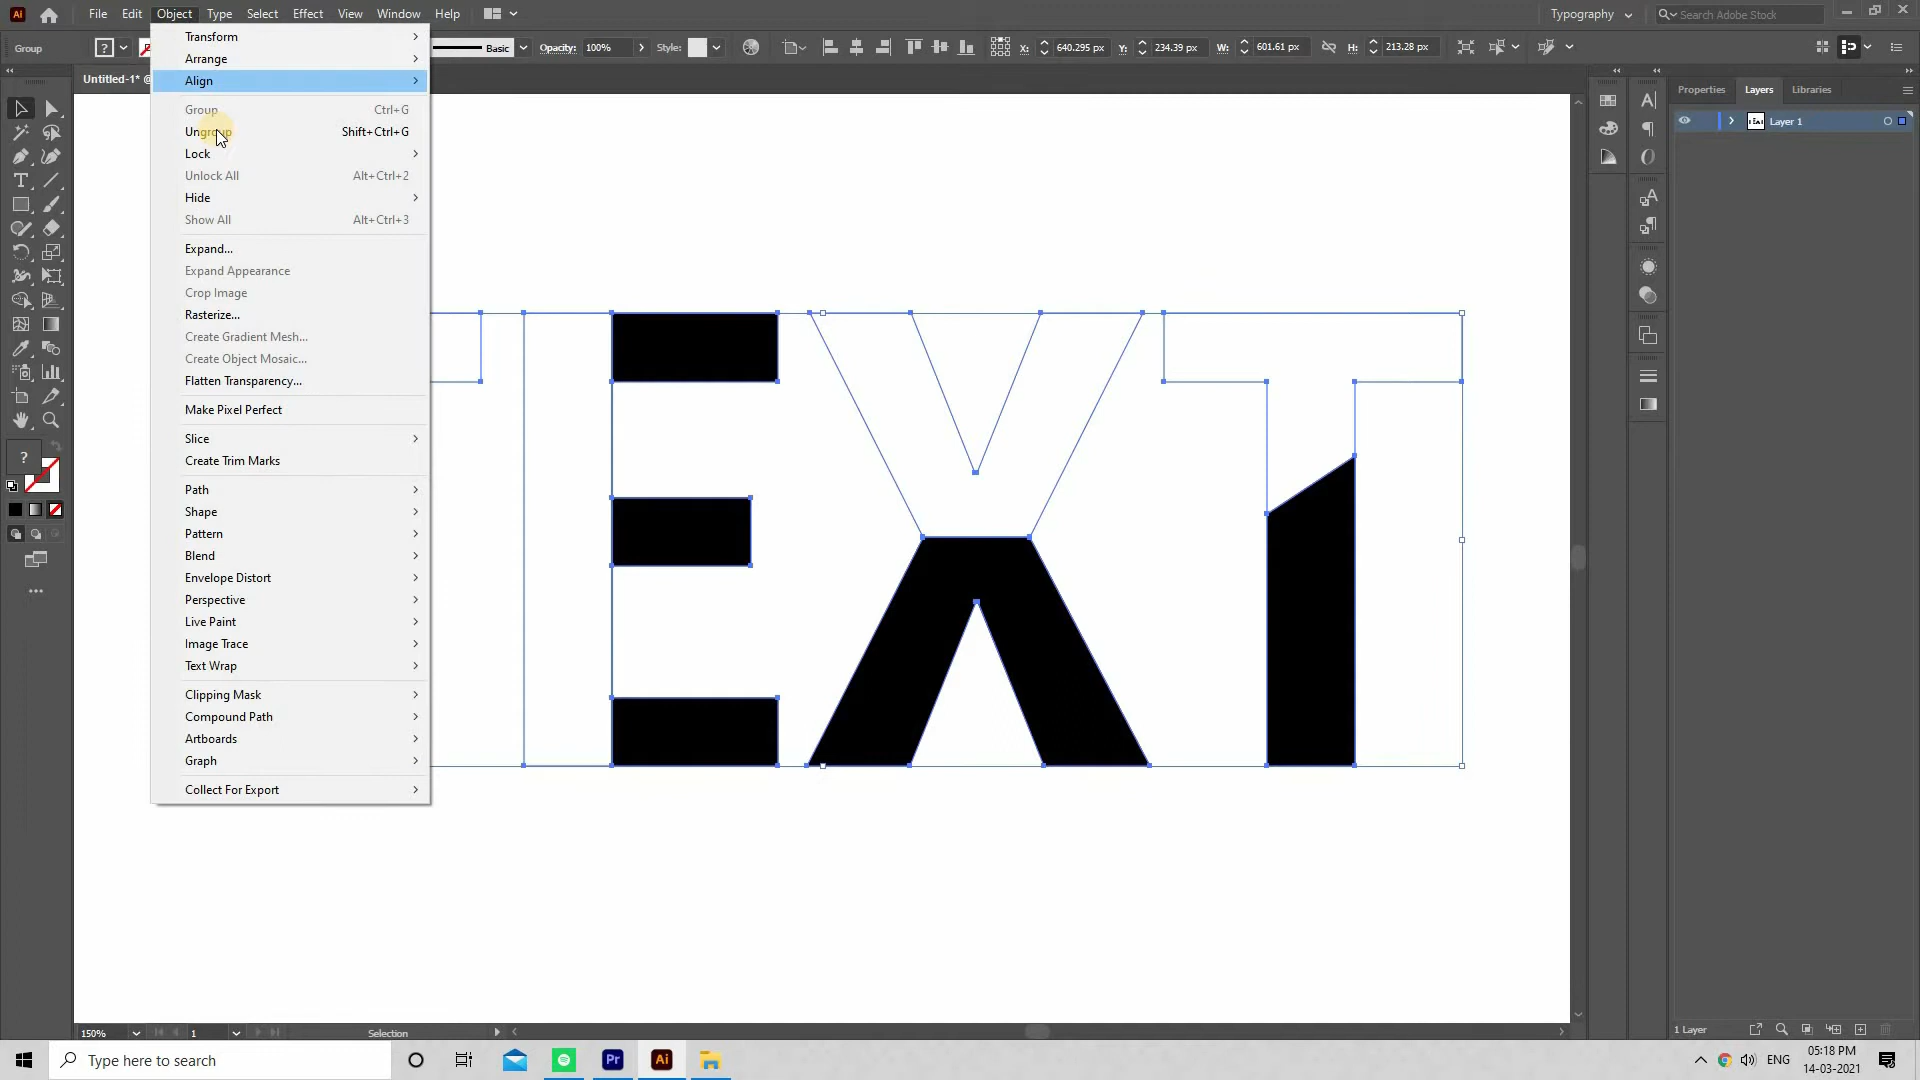 Ai File Edit Object Type Select Effect View Window Help Typography Search Adobe Stock
Group ? Basic Opacity: 100% Style: X: 640.295 px Y: 234.39 px W: 601.61 px H: 213.28 px
Untitled-1* @
Transform
Arrange
Align
Group Ctrl+G
Ungroup Shift+Ctrl+G
Lock
Unlock All Alt+Ctrl+2
Hide
Show All Alt+Ctrl+3
Expand...
Expand Appearance
Crop Image
Rasterize...
Create Gradient Mesh...
Create Object Mosaic...
Flatten Transparency...
Make Pixel Perfect
Slice
Create Trim Marks
Path
Shape
Pattern
Blend
Envelope Distort
Perspective
Live Paint
Image Trace
Text Wrap
Clipping Mask
Compound Path
Artboards
Graph
Collect For Export
?
EXT
Properties Layers Libraries
Layer 1
1 Layer
150% 1 Selection
Type here to search Pr Ai ENG 05:18 PM
14-03-2021